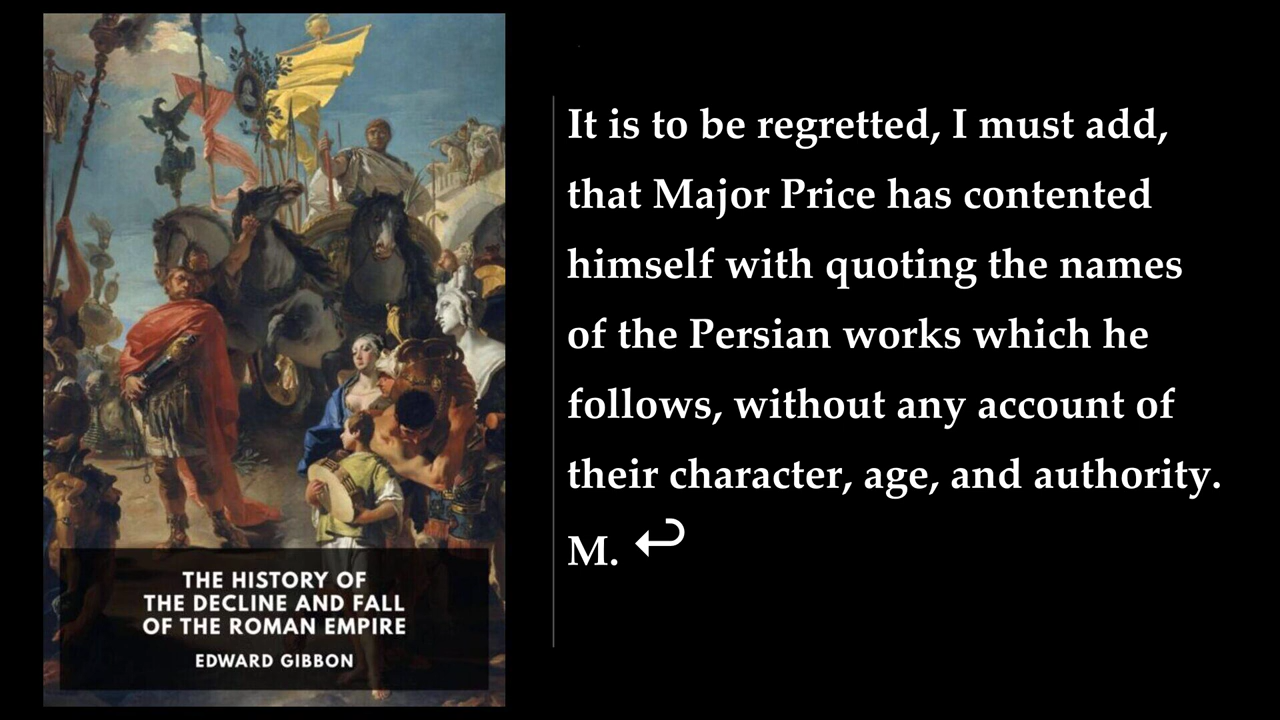 THE HISTORY OF
THE DECLINE AND FALL
OF THE ROMAN EMPIRE
EDWARD GIBBON
It is to be regretted, I must add,
that Major Price has contented
himself with quoting the names
of the Persian works which he
follows, without any account of
their character, age, and authority.
M. ↩